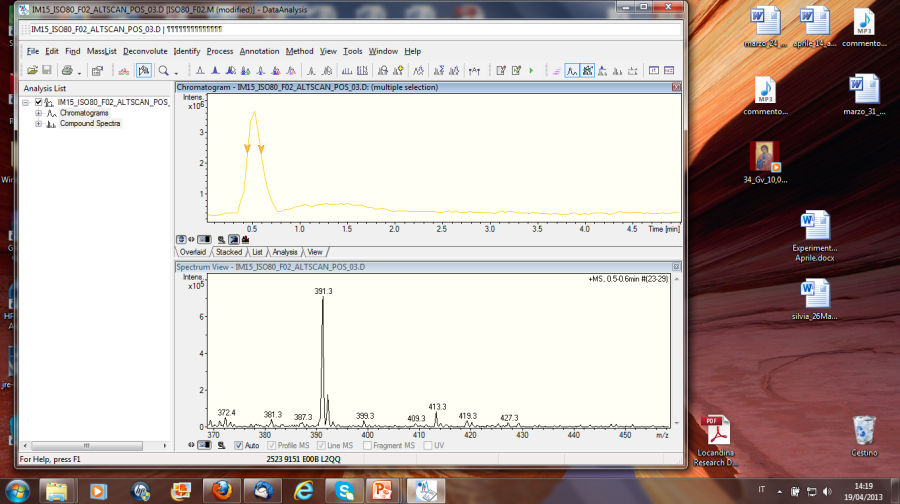 IM15_ISO80_F02_ALTSCAN_POS_03.D [ISO80_F02.M (modified)] - DataAnalysis
IM15_ISO80_F02_ALTSCAN_POS_03.D | ¶¶¶¶¶¶¶¶¶¶¶¶¶¶
File Edit Find MassList Deconvolute Identify Process Annotation Method View Tools Window Help
Analysis List
IM15_ISO80_F02_ALTSCAN_POS_
Chromatograms
Compound Spectra
Chromatogram - IM15_ISO80_F02_ALTSCAN_POS_03.D: (multiple selection)
Intens.
x10⁶
3
2
1
0.5 1.0 1.5 2.0 2.5 3.0 3.5 4.0 4.5 Time [min]
Overlaid Stacked List Analysis View
Spectrum View - IM15_ISO80_F02_ALTSCAN_POS_03.D
Intens.
x10⁵
+MS, 0.5-0.6min #(23-29)
391.3
6
4
2
0
372.4 381.3 387.3 399.3 409.3 413.3 419.3 427.3
370 380 390 400 410 420 430 440 450 m/z
Auto Profile MS Line MS Fragment MS UV
For Help, press F1
2523 9151 E00B L2QQ
marzo_24_... aprile_14_a... commento...
commento... marzo_31_...
34_Gv_10,0...
Experiment...
Aprile.docx
silvia_26Ma...
Locandina
Research D...
Cestino
IT
14:19
19/04/2013